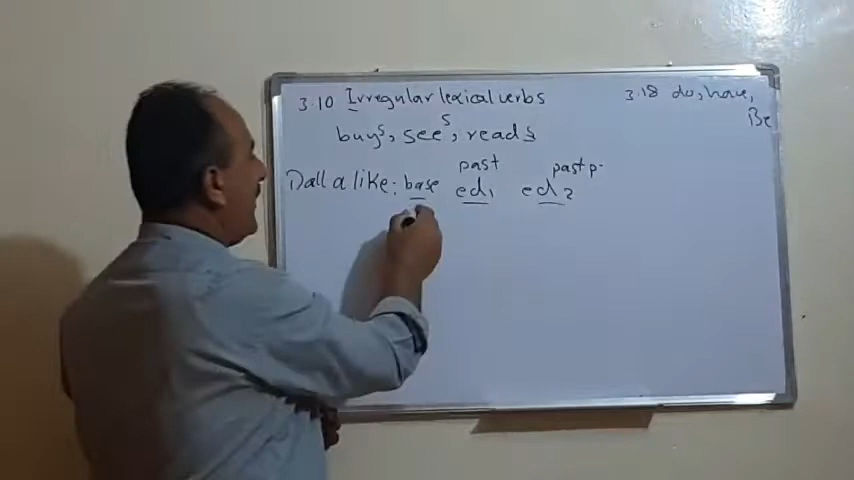 3.10 Irregular lexical verbs
3.18 do, have,
Be
buys, sees, reads
past past p.
1) all alike: base ed1 ed2